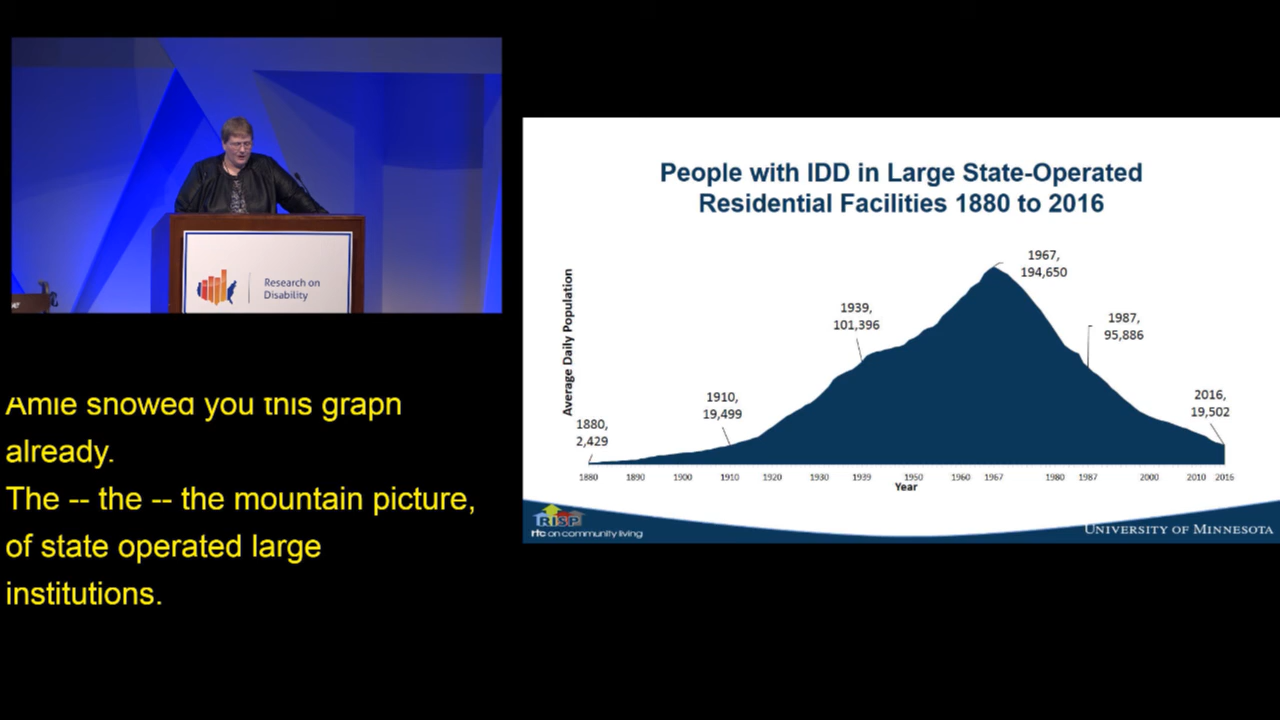 Research on
Disability
Amie showed you this graph
already.
The -- the -- the mountain picture,
of state operated large
institutions.
People with IDD in Large State-Operated
Residential Facilities 1880 to 2016
Average Daily Population
1880,
2,429
1910,
19,499
1939,
101,396
1967,
194,650
1987,
95,886
2016,
19,502
1880 1890 1900 1910 1920 1930 1939 1950 1960 1967 1980 1987 2000 2010 2016
Year
RISP
rtc on community living
UNIVERSITY OF MINNESOTA